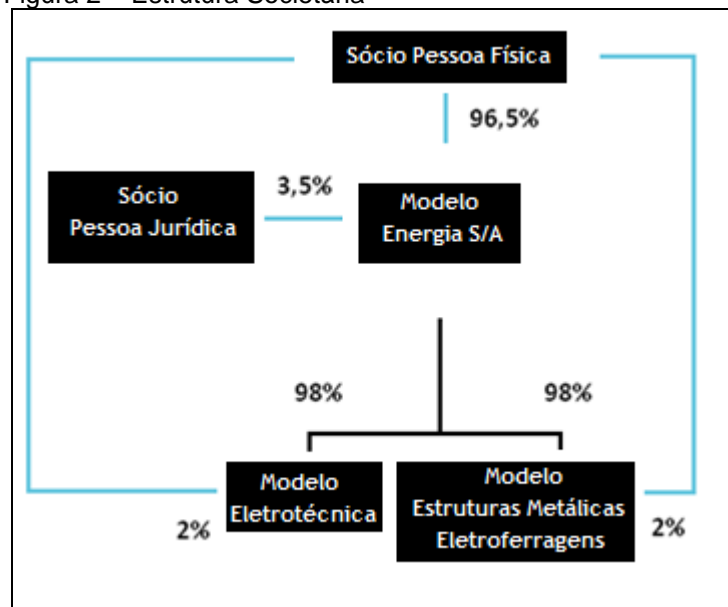 Figura 2 – Estrutura Societária
Sócio Pessoa Física
96,5%
Sócio
Pessoa Jurídica
3,5%
Modelo
Energia S/A
98%
98%
Modelo
Eletrotécnica
2%
Modelo
Estruturas Metálicas
Eletroferragens
2%